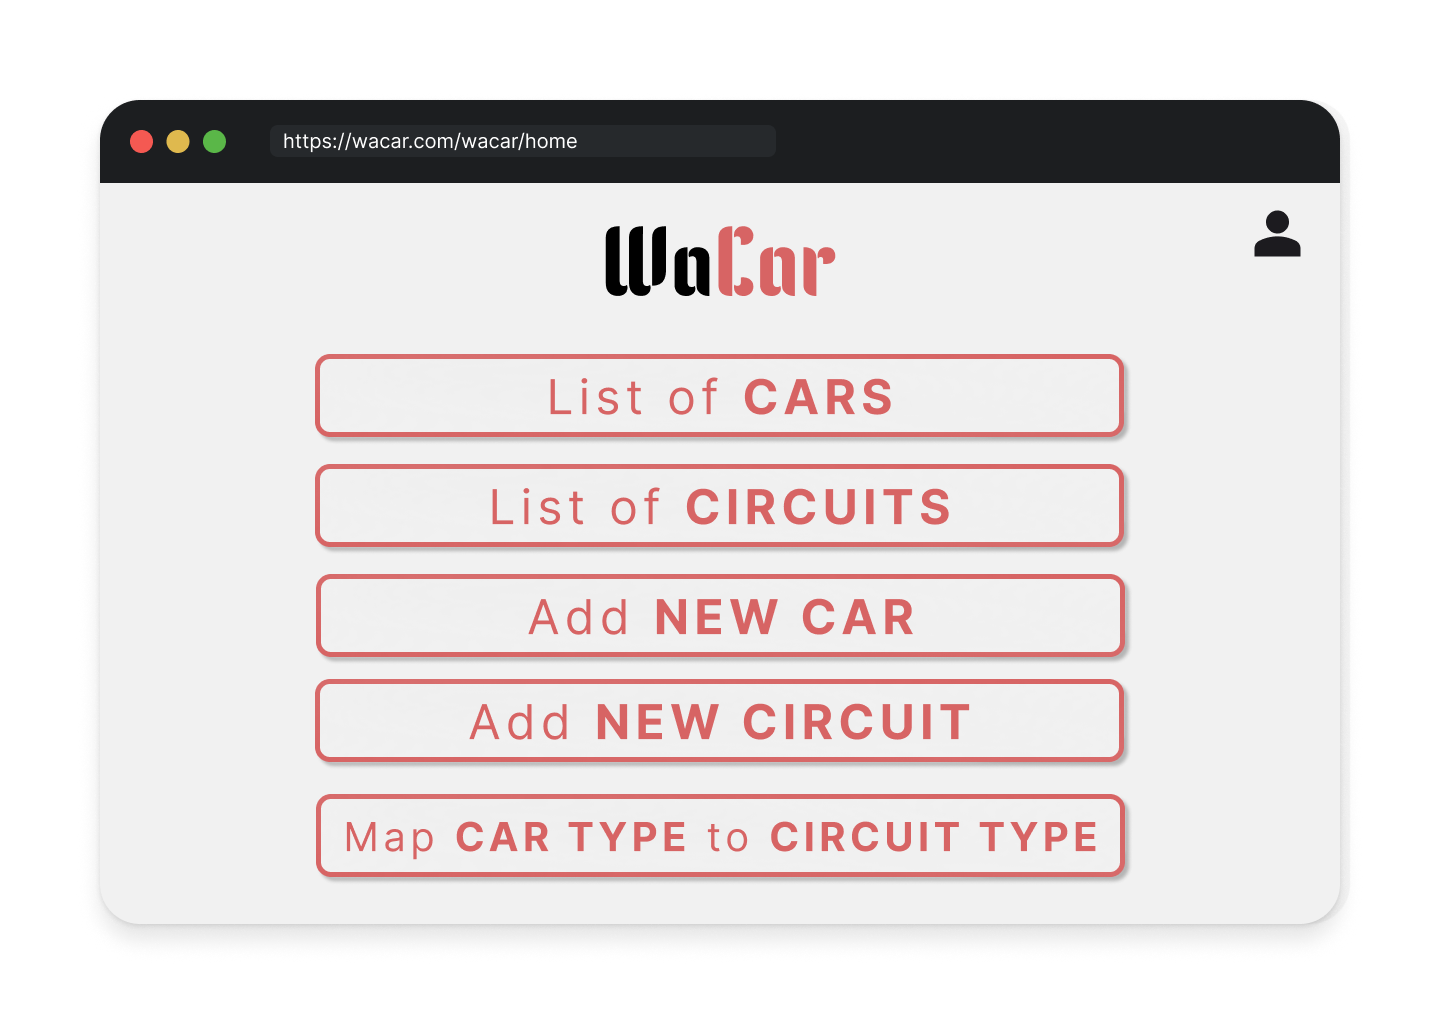 https://wacar.com/wacar/home
WaCar
List of CARS
List of CIRCUITS
Add NEW CAR
Add NEW CIRCUIT
Map CAR TYPE to CIRCUIT TYPE